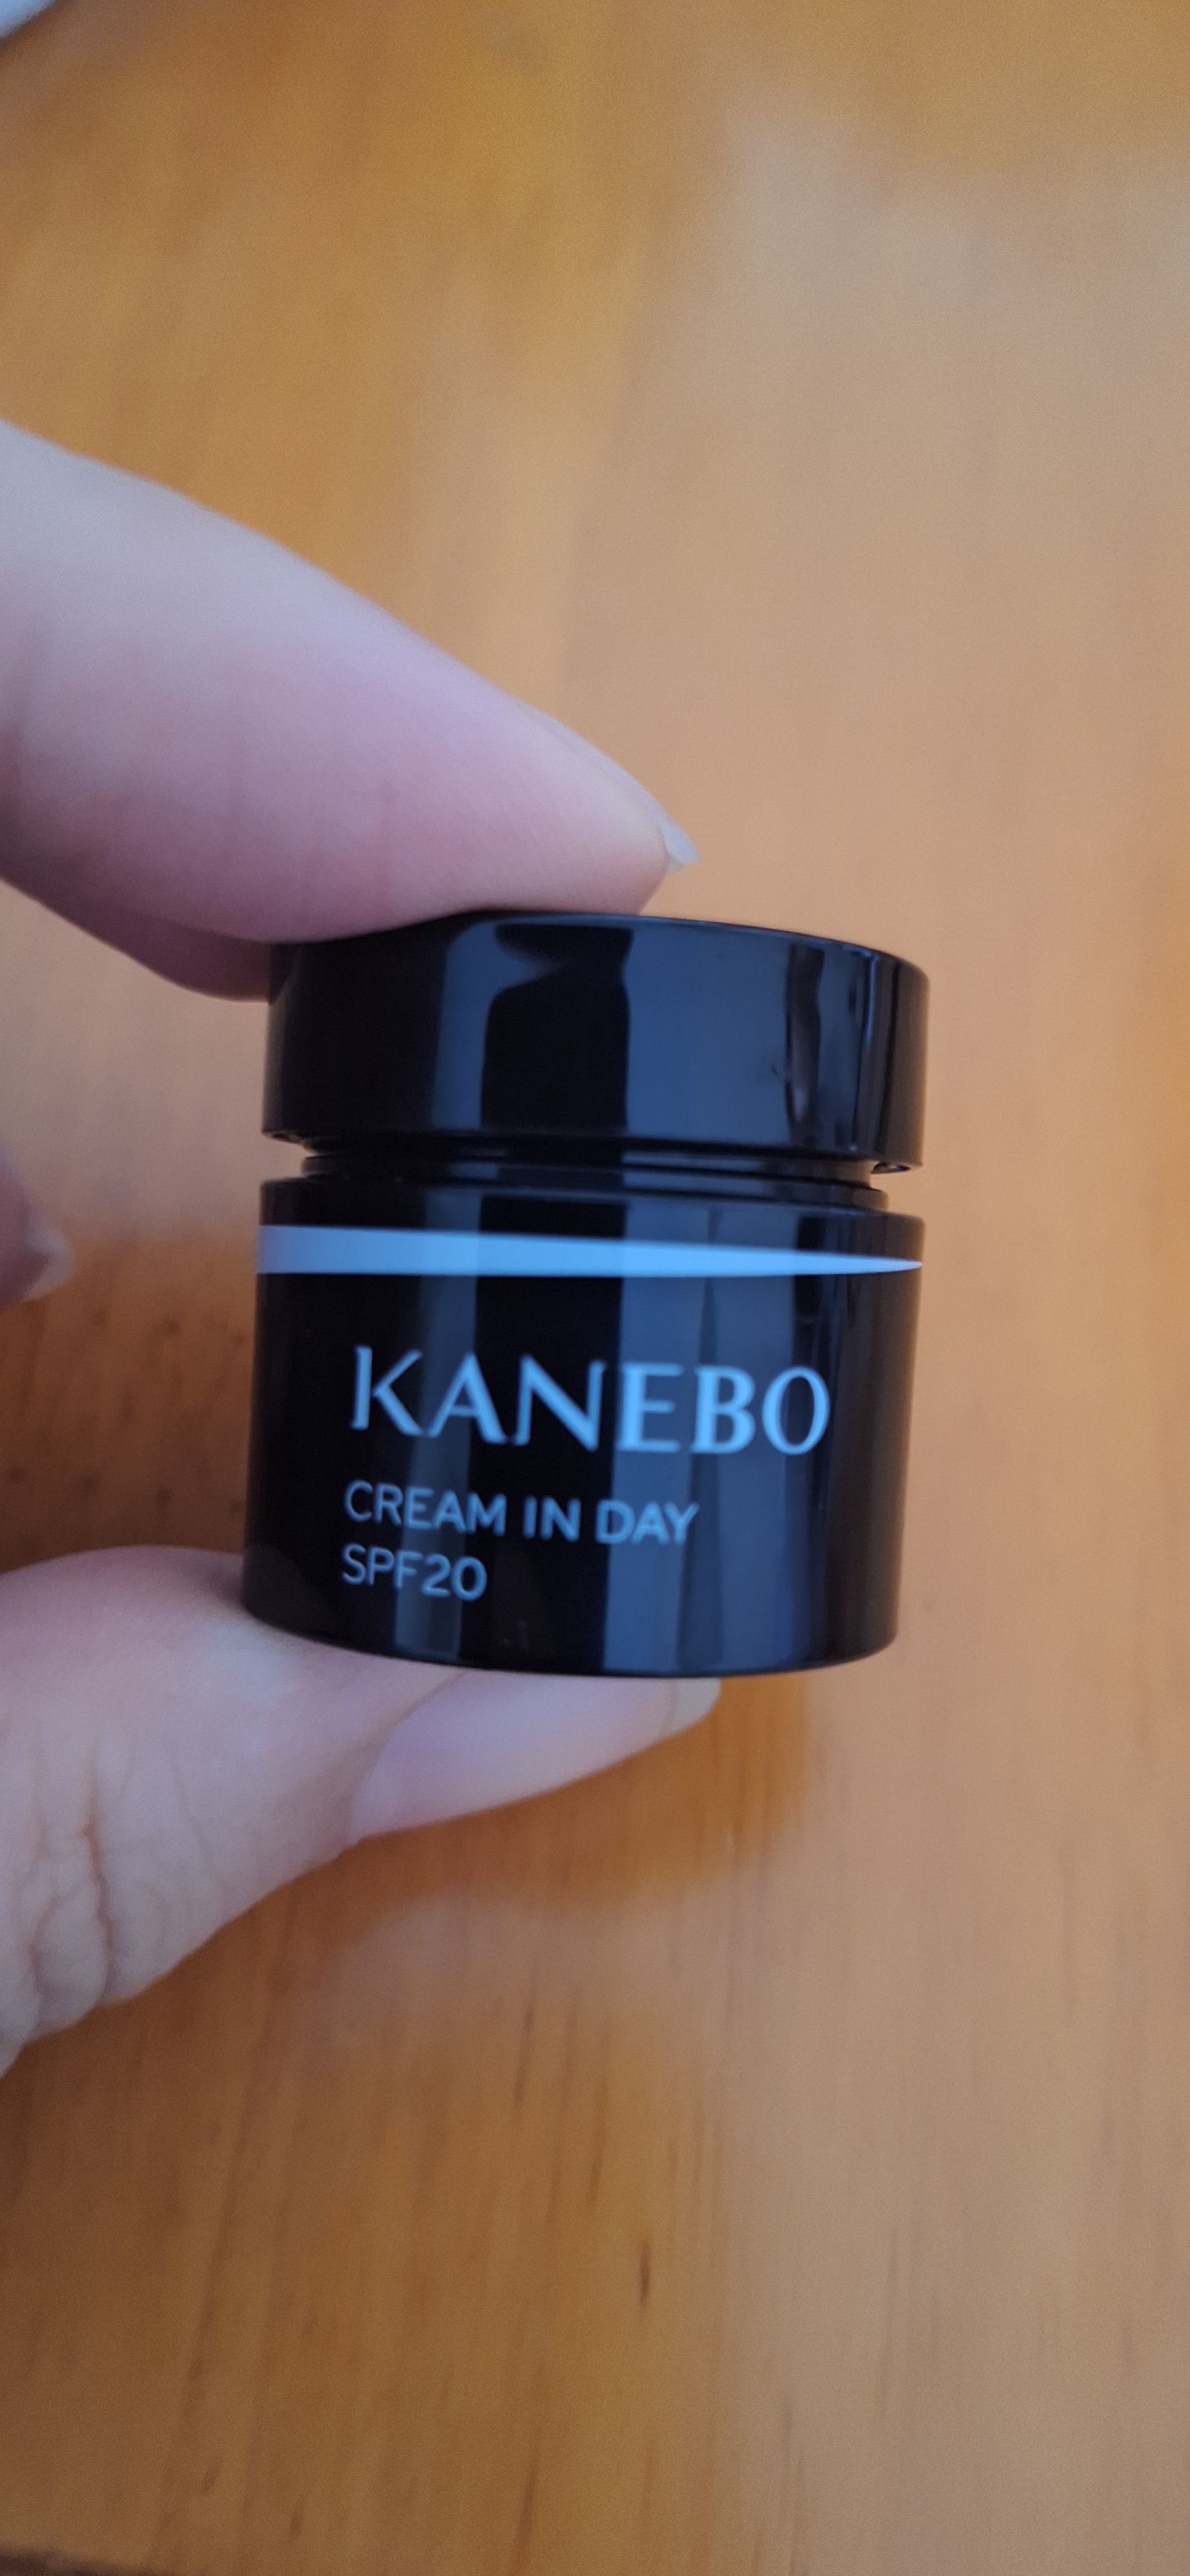 KANEBO
CREAM IN DAY
SPF20